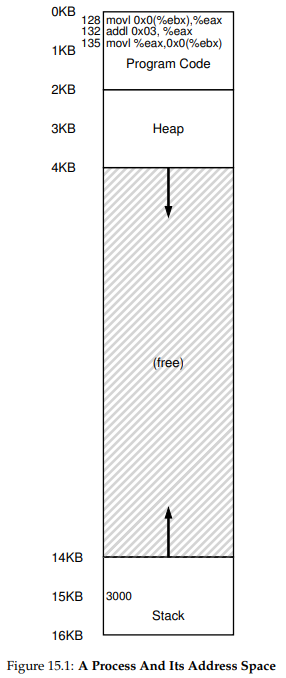 0KB
128 movl 0x0(%ebx),%eax
132 addl 0x03, %eax
135 movl %eax,0x0(%ebx)
1KB
Program Code
2KB
3KB Heap
4KB
(free)
14KB
15KB 3000
Stack
16KB
Figure 15.1: A Process And Its Address Space